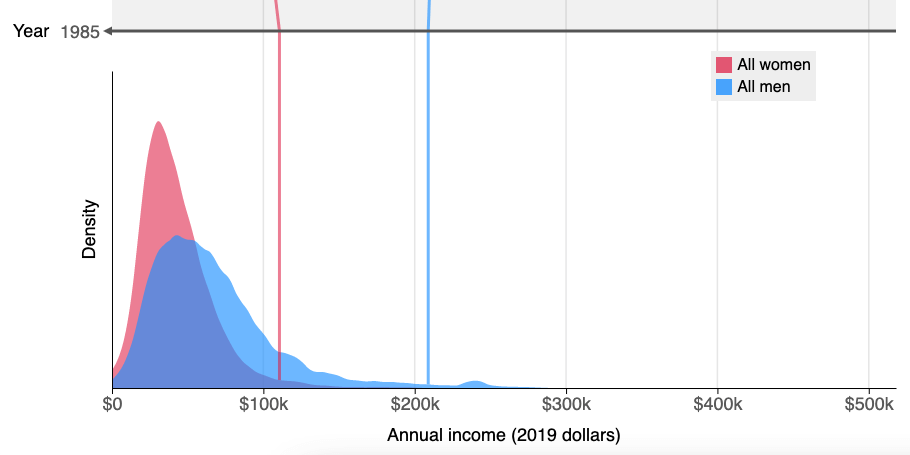 Year 1985
All women
All men
Density
$0 $100k $200k $300k $400k $500k
Annual income (2019 dollars)